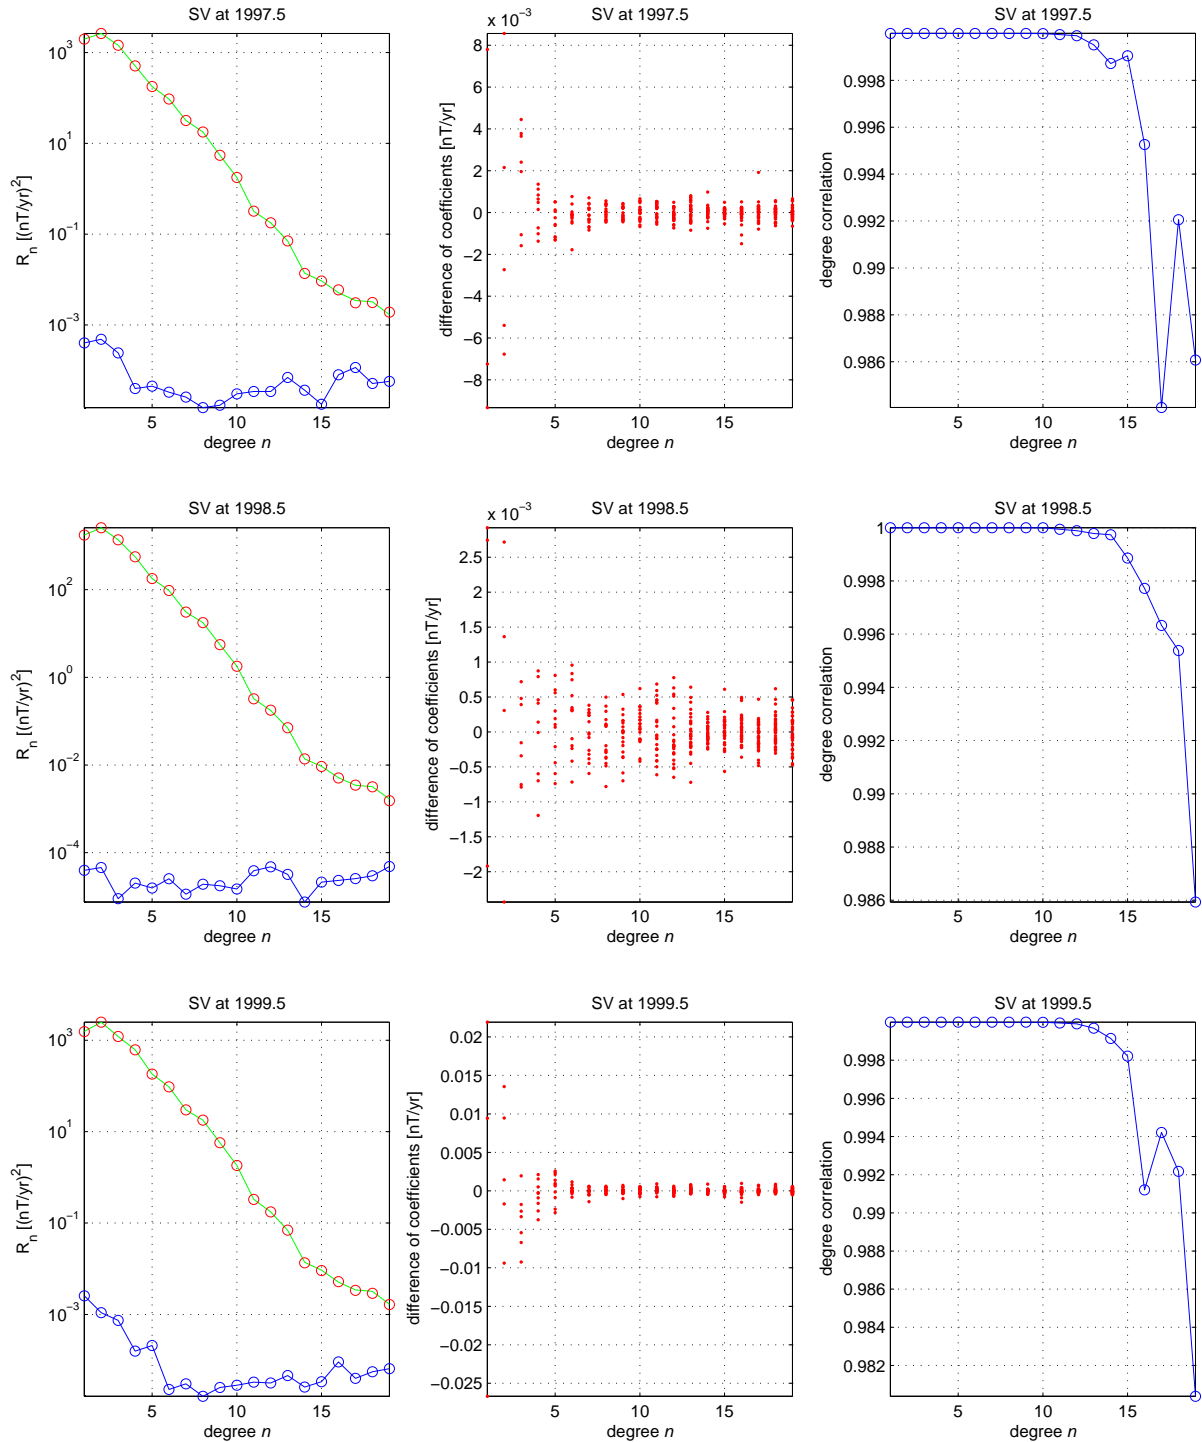 SV at 1997.5
10^3
10^1
10^-1
10^-3
R_n [(nT/yr)^2]
5 10 15
degree n
x 10^-3
SV at 1997.5
8
6
4
2
0
−2
−4
−6
−8
difference of coefficients [nT/yr]
5 10 15
degree n
SV at 1997.5
0.998
0.996
0.994
0.992
0.99
0.988
0.986
degree correlation
5 10 15
degree n
SV at 1998.5
10^2
10^0
10^-2
10^-4
R_n [(nT/yr)^2]
5 10 15
degree n
x 10^-3
SV at 1998.5
2.5
2
1.5
1
0.5
0
−0.5
−1
−1.5
−2
difference of coefficients [nT/yr]
5 10 15
degree n
SV at 1998.5
1
0.998
0.996
0.994
0.992
0.99
0.988
0.986
degree correlation
5 10 15
degree n
SV at 1999.5
10^3
10^1
10^-1
10^-3
R_n [(nT/yr)^2]
5 10 15
degree n
SV at 1999.5
0.02
0.015
0.01
0.005
0
−0.005
−0.01
−0.015
−0.02
−0.025
difference of coefficients [nT/yr]
5 10 15
degree n
SV at 1999.5
0.998
0.996
0.994
0.992
0.99
0.988
0.986
0.984
0.982
degree correlation
5 10 15
degree n